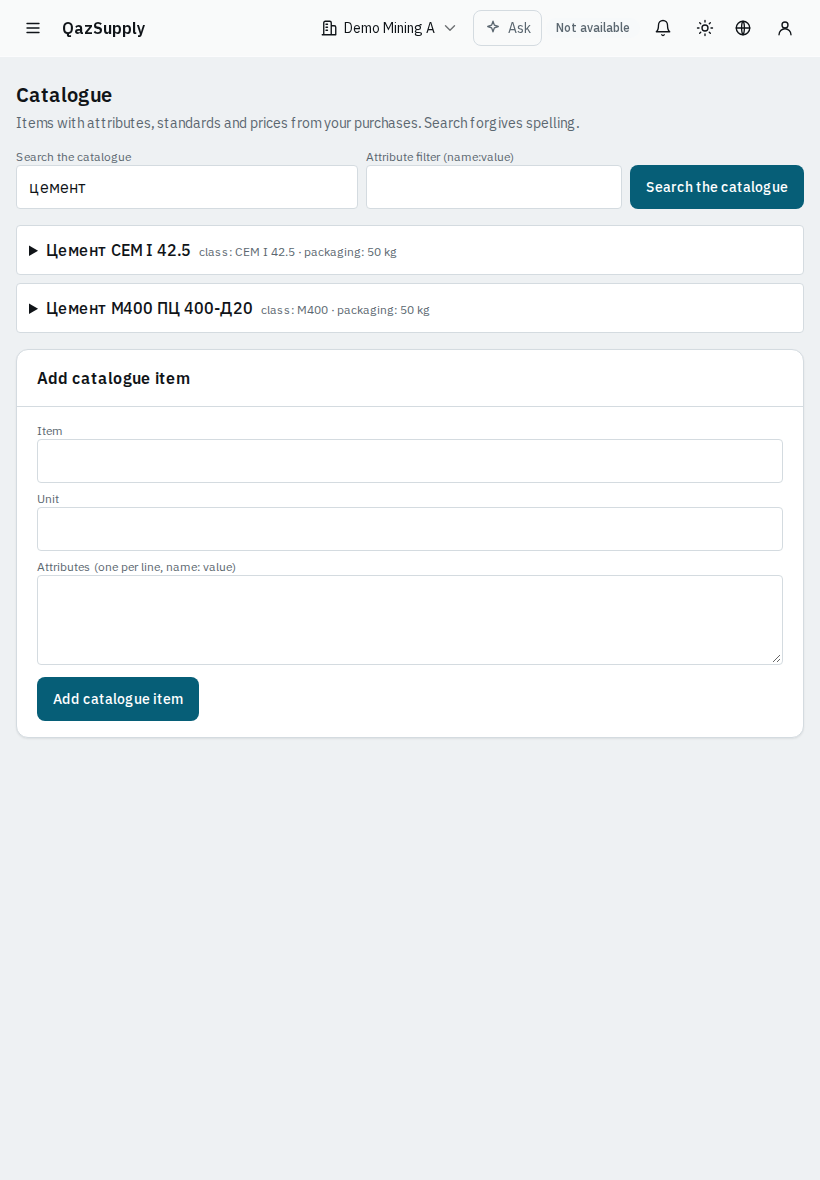 QazSupply
Demo Mining A
Ask
Not available
Catalogue
Items with attributes, standards and prices from your purchases. Search forgives spelling.
Search the catalogue
Attribute filter (name:value)
цемент
Search the catalogue
Цемент CEM I 42.5 class: CEM I 42.5 · packaging: 50 kg
Цемент М400 ПЦ 400-Д20 class: M400 · packaging: 50 kg
Add catalogue item
Item
Unit
Attributes (one per line, name: value)
Add catalogue item